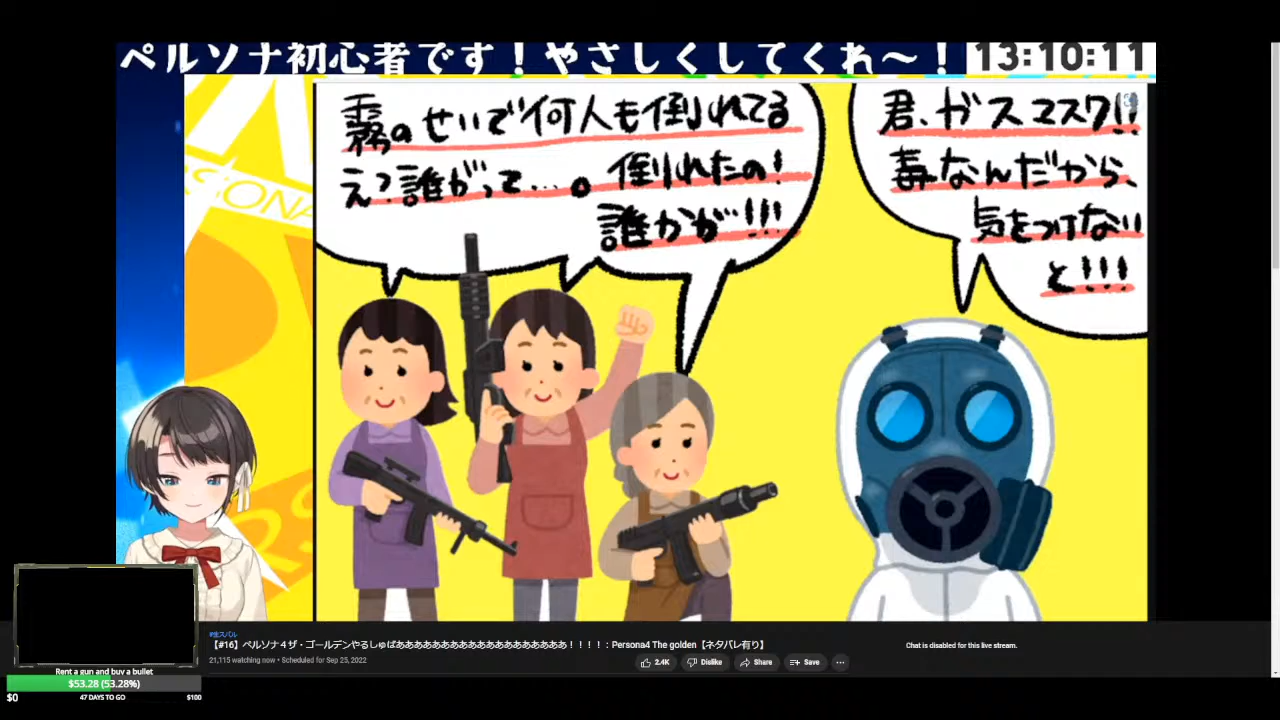 ペルソナ初心者です！やさしくしてくれ～！
13:10:11
霧のせいで何人も倒れてる
え？誰がって…。倒れたの！
誰かが!!!
君、ガスマスク!!
毒なんだから、
気をつけない
と!!!
#生スバル
【#16】ペルソナ４ザ・ゴールデンやるしゅばああああああああああああああああああ！！！！：Persona4 The golden【ネタバレ有り】
21,115 watching now • Scheduled for Sep 25, 2022
2.4K
Dislike
Share
Save
Chat is disabled for this live stream.
Rent a gun and buy a bullet
$53.28 (53.28%)
$0
47 DAYS TO GO
$100